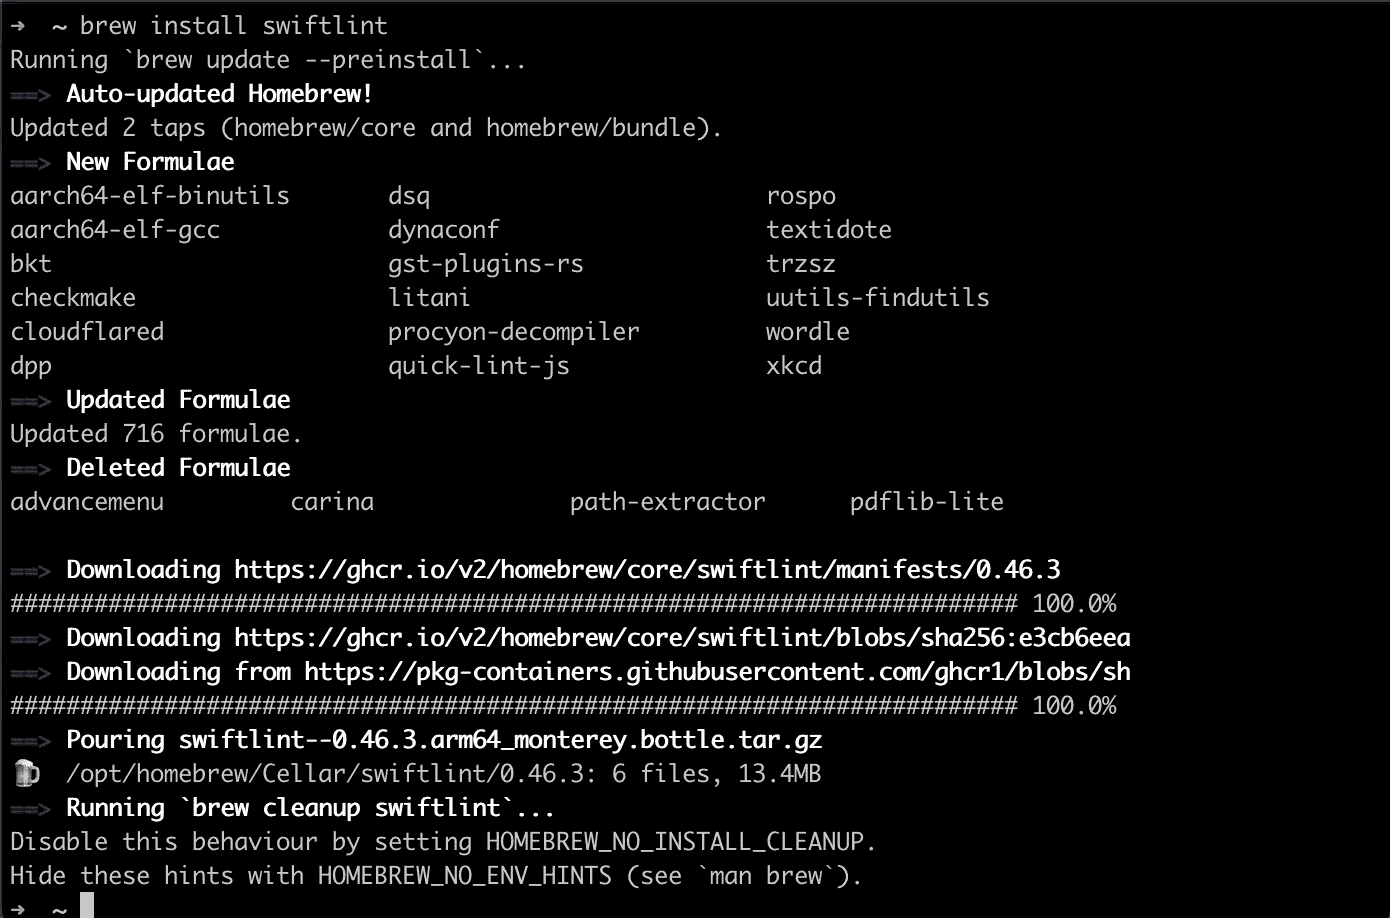 ➜  ~ brew install swiftlint
Running `brew update --preinstall`...
==> Auto-updated Homebrew!
Updated 2 taps (homebrew/core and homebrew/bundle).
==> New Formulae
aarch64-elf-binutils       dsq                        rospo
aarch64-elf-gcc            dynaconf                   textidote
bkt                        gst-plugins-rs             trzsz
checkmake                  litani                     uutils-findutils
cloudflared                procyon-decompiler         wordle
dpp                        quick-lint-js              xkcd
==> Updated Formulae
Updated 716 formulae.
==> Deleted Formulae
advancemenu         carina              path-extractor      pdflib-lite
==> Downloading https://ghcr.io/v2/homebrew/core/swiftlint/manifests/0.46.3
######################################################################## 100.0%
==> Downloading https://ghcr.io/v2/homebrew/core/swiftlint/blobs/sha256:e3cb6eea
==> Downloading from https://pkg-containers.githubusercontent.com/ghcr1/blobs/sh
######################################################################## 100.0%
==> Pouring swiftlint--0.46.3.arm64_monterey.bottle.tar.gz
🍺  /opt/homebrew/Cellar/swiftlint/0.46.3: 6 files, 13.4MB
==> Running `brew cleanup swiftlint`...
Disable this behaviour by setting HOMEBREW_NO_INSTALL_CLEANUP.
Hide these hints with HOMEBREW_NO_ENV_HINTS (see `man brew`).
➜  ~